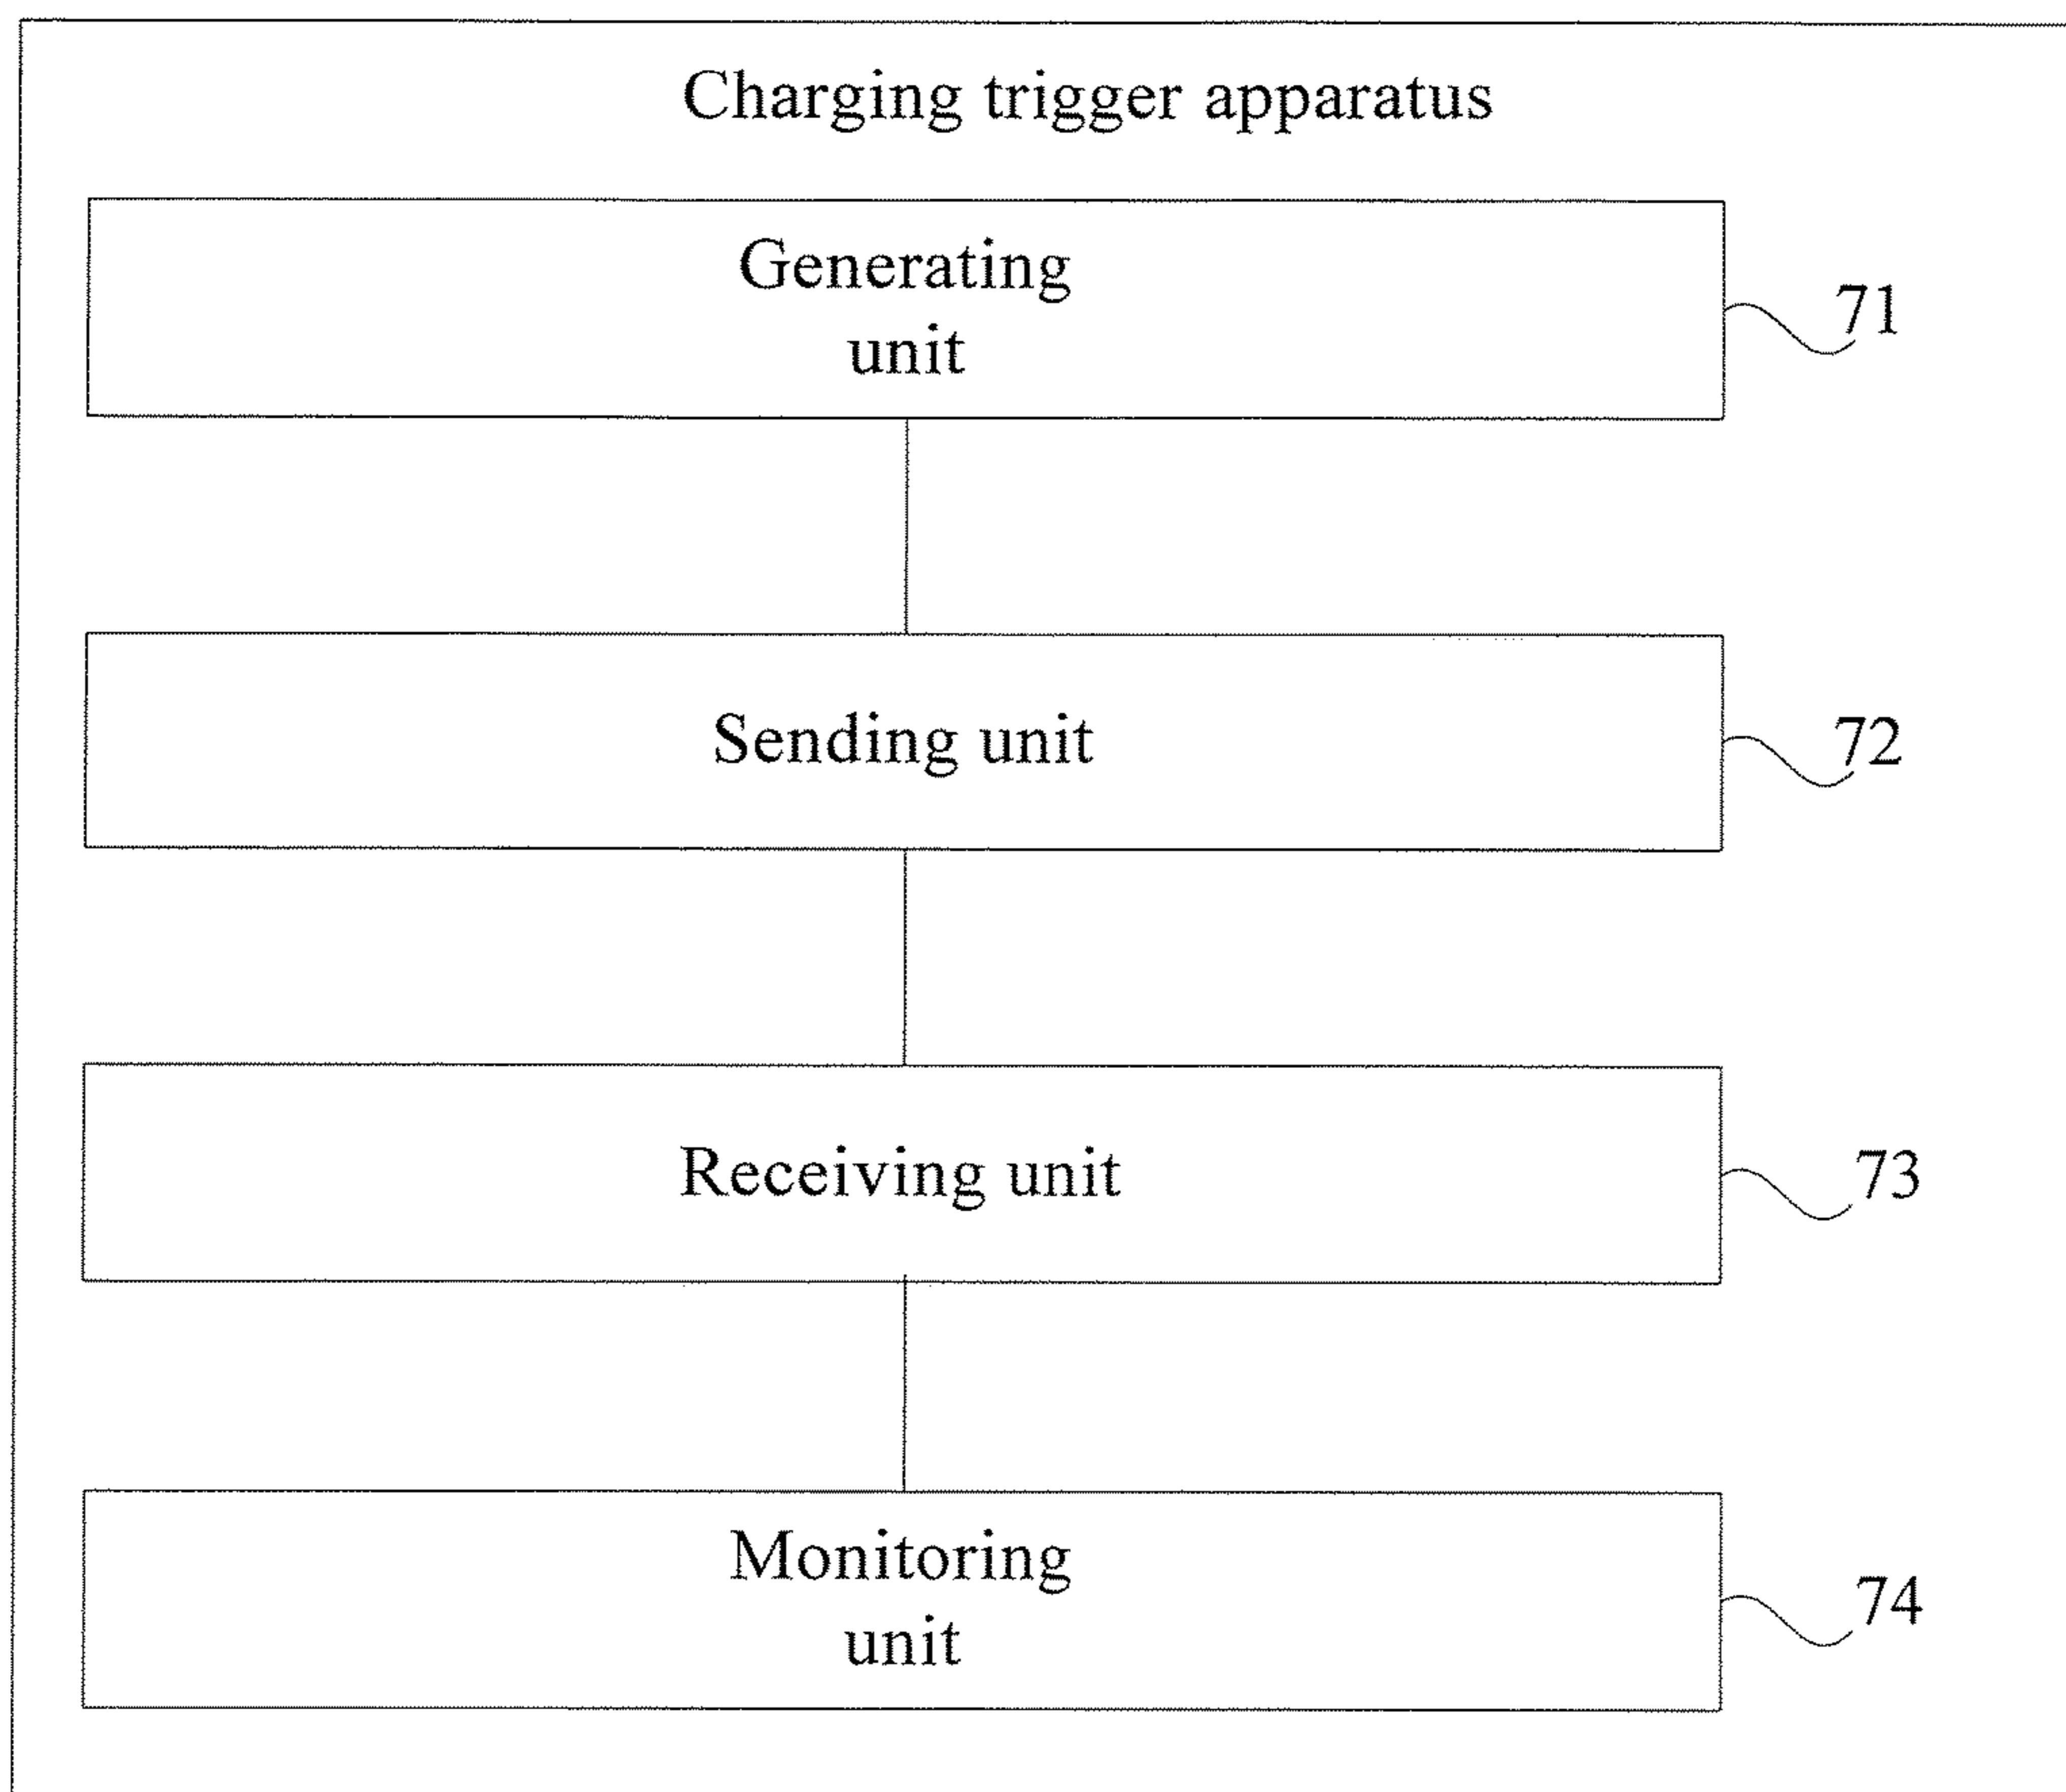 Charging trigger apparatus
Generating
unit
71
Sending unit
72
Receiving unit
73
Monitoring
unit
74